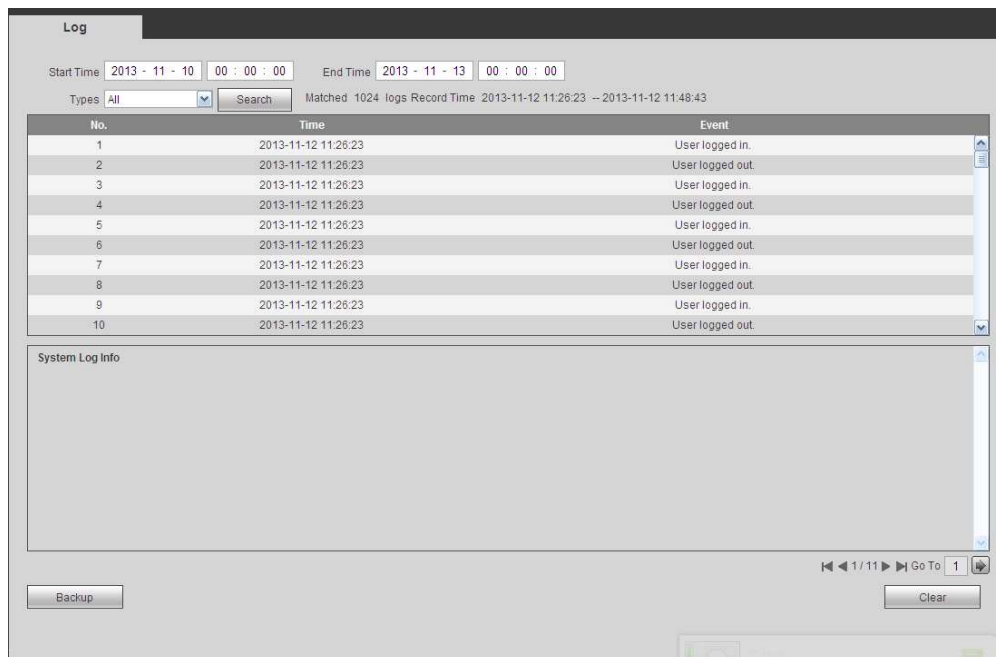 Log
Start Time 2013 - 11 - 10 00 : 00 : 00 End Time 2013 - 11 - 13 00 : 00 : 00
Types All Search Matched 1024 logs Record Time 2013-11-12 11:26:23 -- 2013-11-12 11:48:43
No. Time Event
1 2013-11-12 11:26:23 User logged in.
2 2013-11-12 11:26:23 User logged out.
3 2013-11-12 11:26:23 User logged in.
4 2013-11-12 11:26:23 User logged out.
5 2013-11-12 11:26:23 User logged in.
6 2013-11-12 11:26:23 User logged out.
7 2013-11-12 11:26:23 User logged in.
8 2013-11-12 11:26:23 User logged out.
9 2013-11-12 11:26:23 User logged in.
10 2013-11-12 11:26:23 User logged out.
System Log Info
1 / 11 Go To 1
Backup Clear